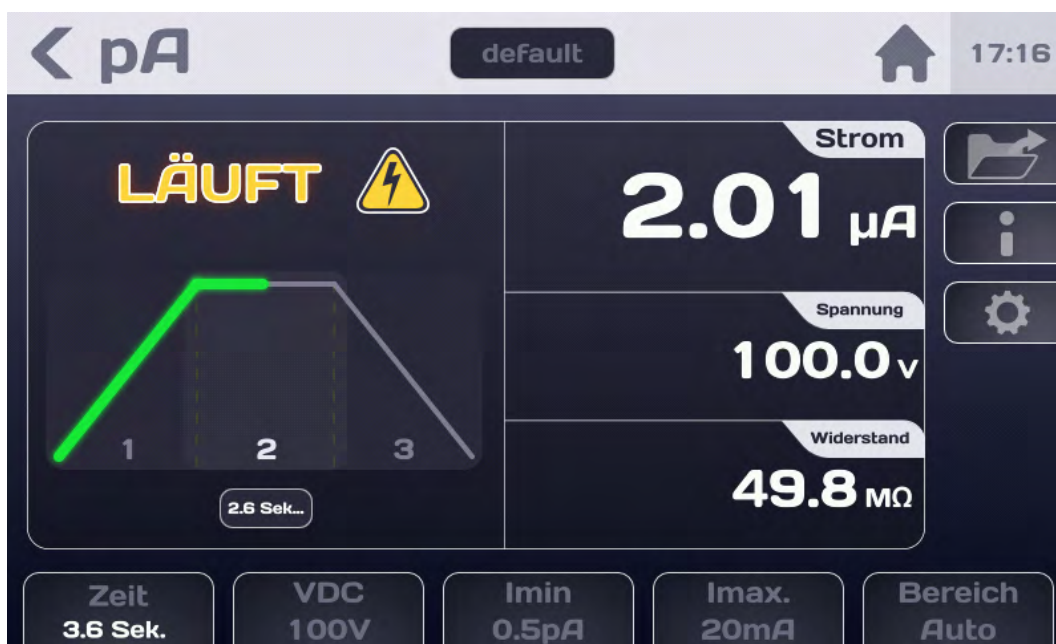 pA
default
17:16
LÄUFT
Strom
2.01 µA
Spannung
100.0 v
Widerstand
49.8 MΩ
1
2
3
2.6 Sek...
Zeit
3.6 Sek.
VDC
100V
Imin
0.5pA
Imax.
20mA
Bereich
Auto